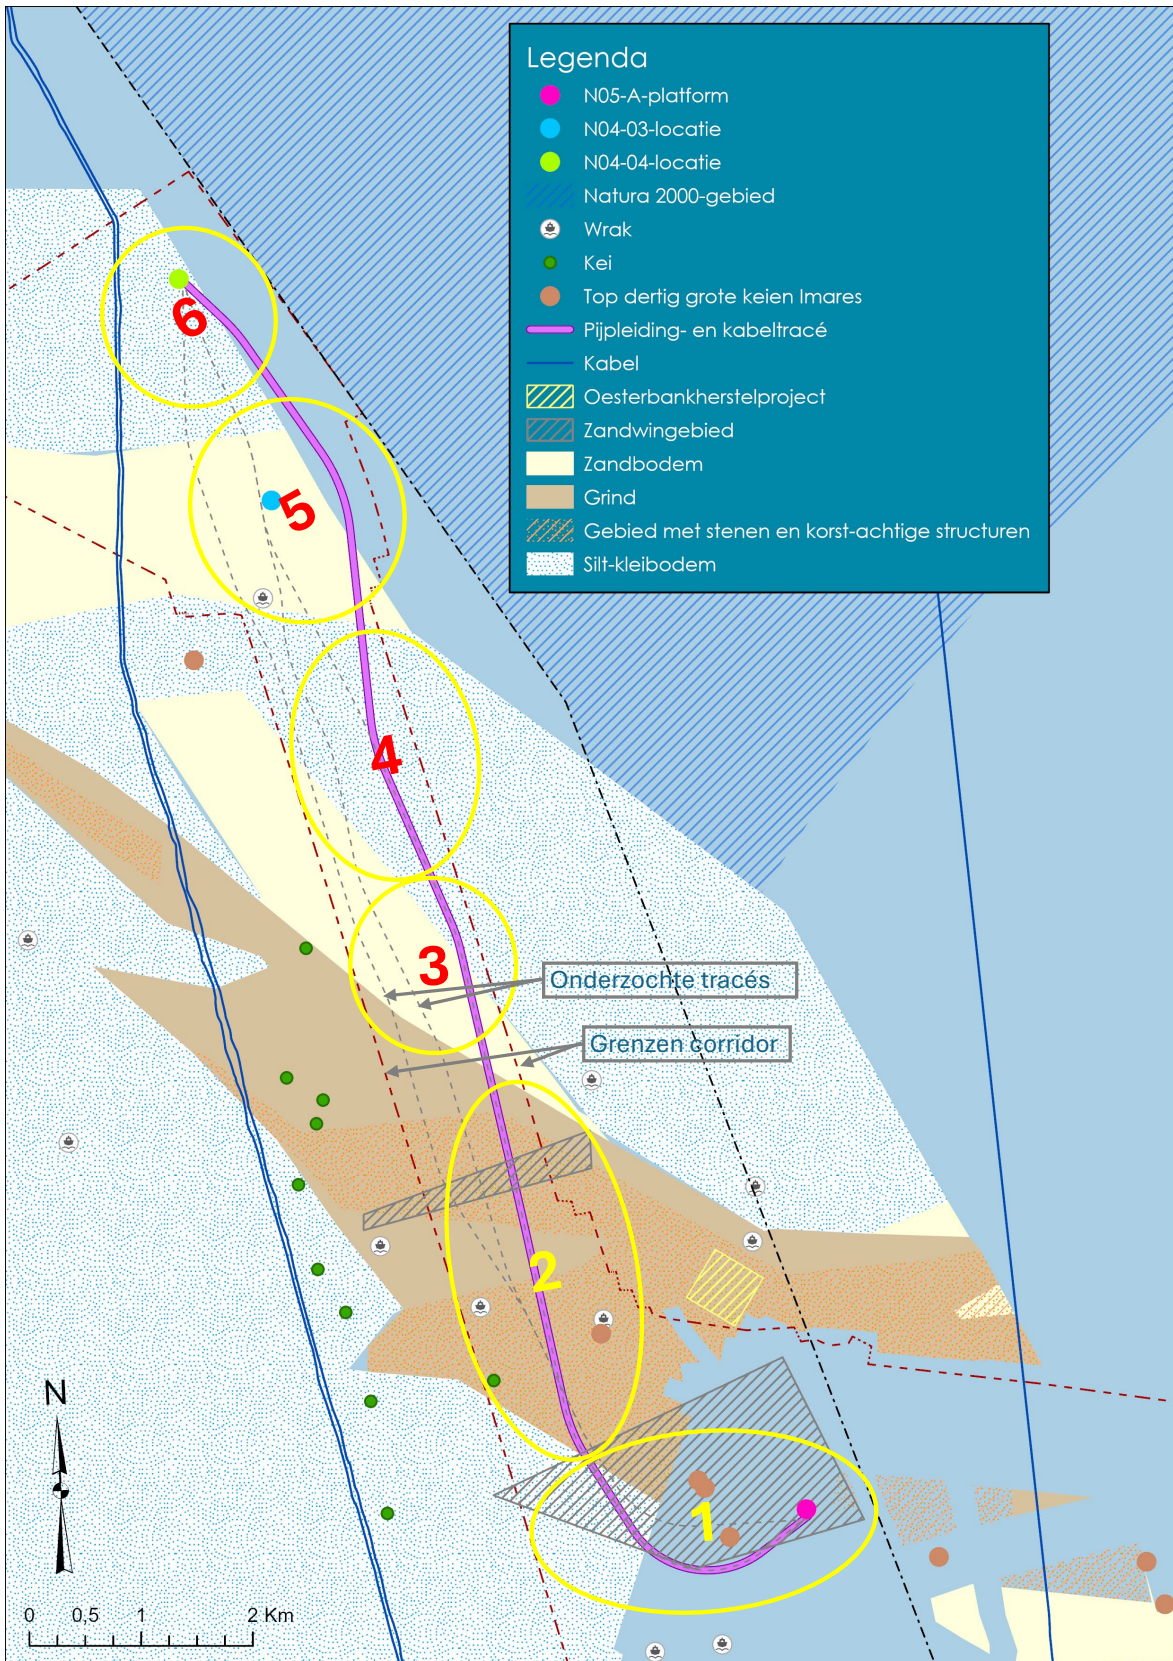 Legenda
N05-A-platform
N04-03-locatie
N04-04-locatie
Natura 2000-gebied
Wrak
Kei
Top dertig grote keien Imares
Pijpleiding- en kabeltracé
Kabel
Oesterbankherstelproject
Zandwingebied
Zandbodem
Grind
Gebied met stenen en korst-achtige structuren
Silt-kleibodem
6
5
4
3
Onderzochte tracés
Grenzen corridor
2
1
N
0 0,5 1 2 Km